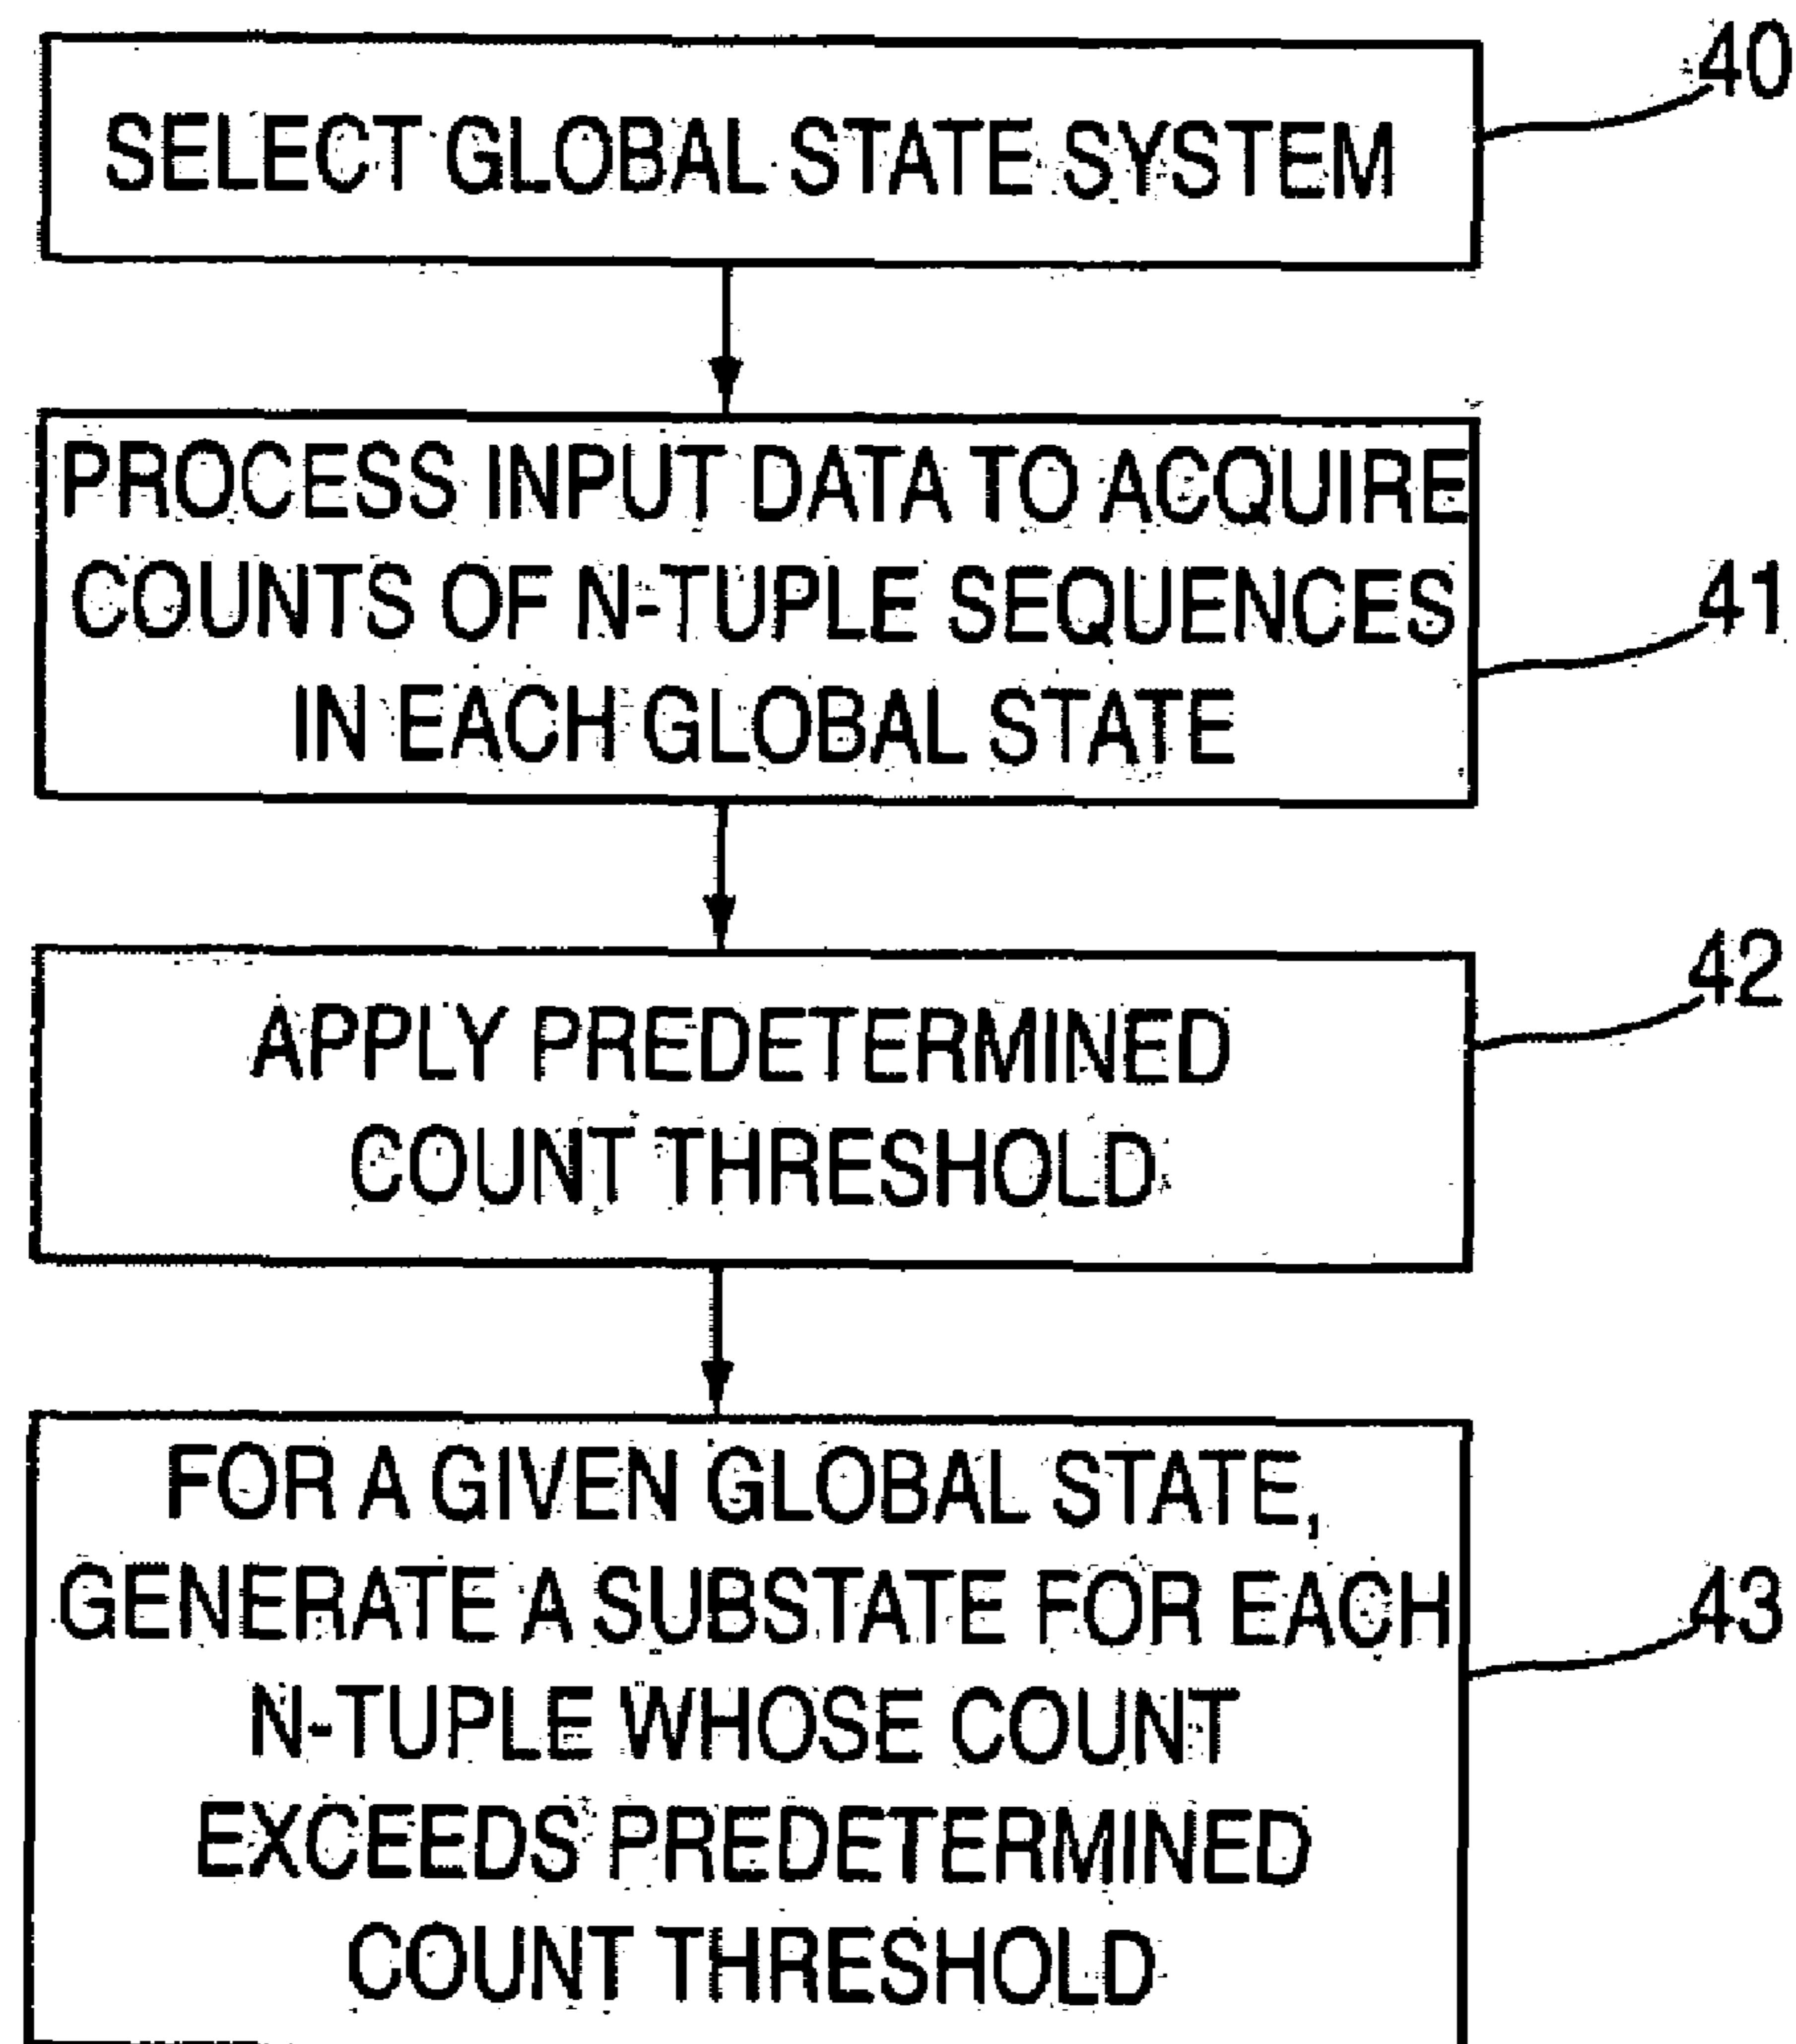 40
SELECT GLOBAL STATE SYSTEM
PROCESS INPUT DATA TO ACQUIRE
COUNTS OF N-TUPLE SEQUENCES
IN EACH GLOBAL STATE
41
APPLY PREDETERMINED
COUNT THRESHOLD
42
FOR A GIVEN GLOBAL STATE,
GENERATE A SUBSTATE FOR EACH
N-TUPLE WHOSE COUNT
EXCEEDS PREDETERMINED
COUNT THRESHOLD
43